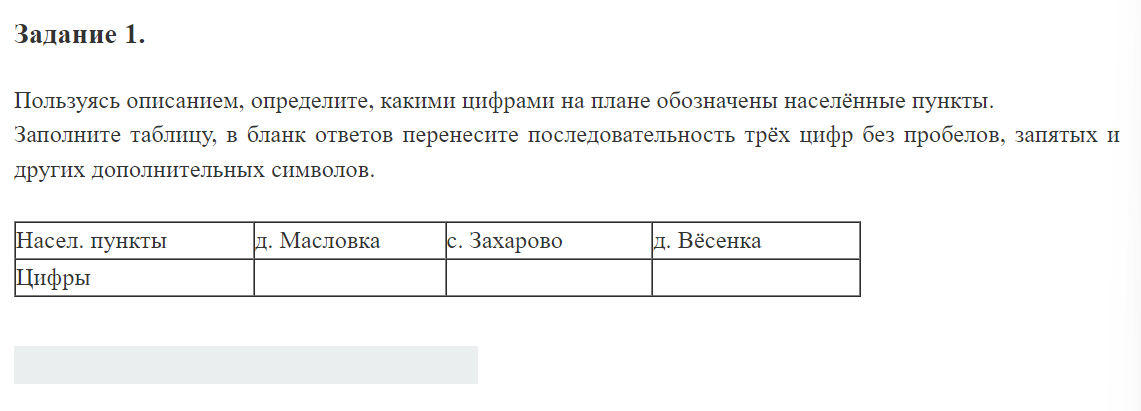 Задание 1.
Пользуясь описанием, определите, какими цифрами на плане обозначены населённые пункты.
Заполните таблицу, в бланк ответов перенесите последовательность трёх цифр без пробелов, запятых и
других дополнительных символов.
Насел. пункты д. Масловка с. Захарово д. Вёсенка
Цифры